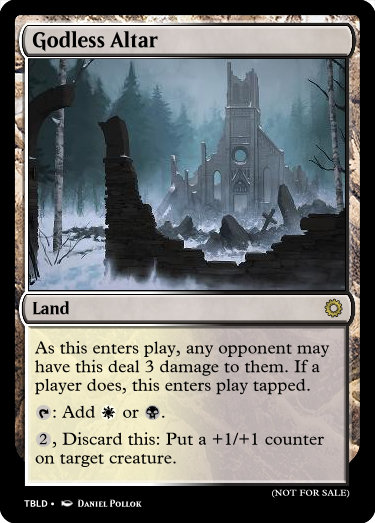 Godless Altar
Land
As this enters play, any opponent may
have this deal 3 damage to them. If a
player does, this enters play tapped.
: Add or .
2, Discard this: Put a +1/+1 counter
on target creature.
TBLD • Daniel Pollok
(NOT FOR SALE)